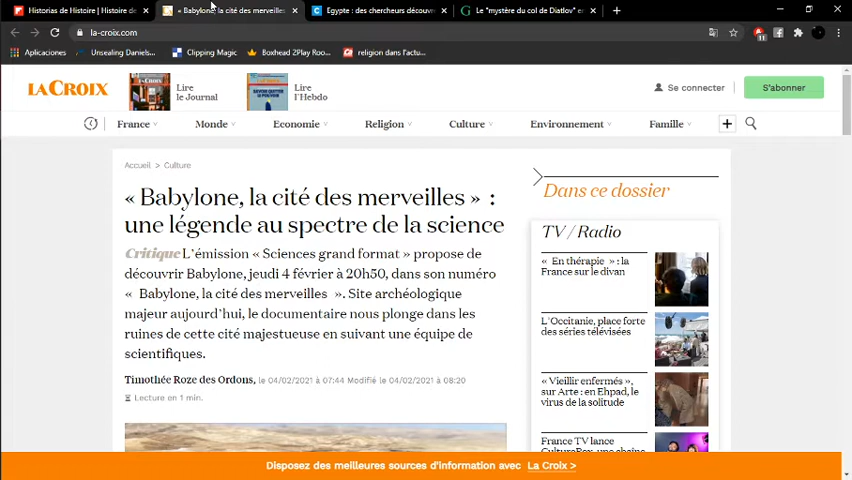 Historias de Histoire | Histoire de
« Babylone, la cité des merveilles
Egypte : des chercheurs découvr
Le "mystère du col de Diatlov" e
la-croix.com
Aplicaciones
Unsealing Daniels...
Clipping Magic
Boxhead 2Play Roo...
religion dans l'actu...
LA CROIX
Lire
le Journal
Lire
l'Hebdo
Se connecter
S'abonner
France
Monde
Economie
Religion
Culture
Environnement
Famille
Accueil > Culture
« Babylone, la cité des merveilles » :
une légende au spectre de la science
Critique L'émission « Sciences grand format » propose de
découvrir Babylone, jeudi 4 février à 20h50, dans son numéro
« Babylone, la cité des merveilles ». Site archéologique
majeur aujourd'hui, le documentaire nous plonge dans les
ruines de cette cité majestueuse en suivant une équipe de
scientifiques.
Timothée Roze des Ordons, le 04/02/2021 à 07:44 Modifié le 04/02/2021 à 08:20
Lecture en 1 min.
Dans ce dossier
TV / Radio
« En thérapie » : la
France sur le divan
L'Occitanie, place forte
des séries télévisées
« Vieillir enfermés »,
sur Arte : en Ehpad, le
virus de la solitude
France TV lance
Disposez des meilleures sources d'information avec La Croix >